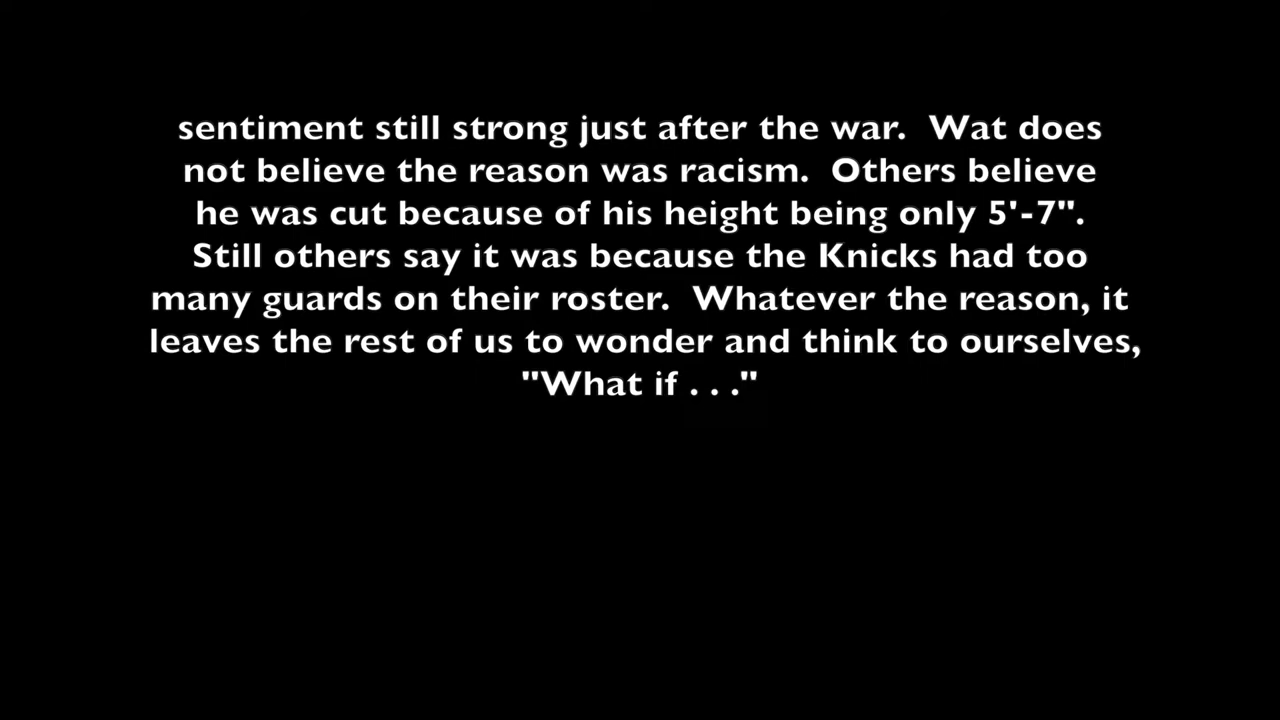 sentiment still strong just after the war.  Wat does
not believe the reason was racism.  Others believe
he was cut because of his height being only 5'-7".
Still others say it was because the Knicks had too
many guards on their roster.  Whatever the reason, it
leaves the rest of us to wonder and think to ourselves,
"What if . . ."